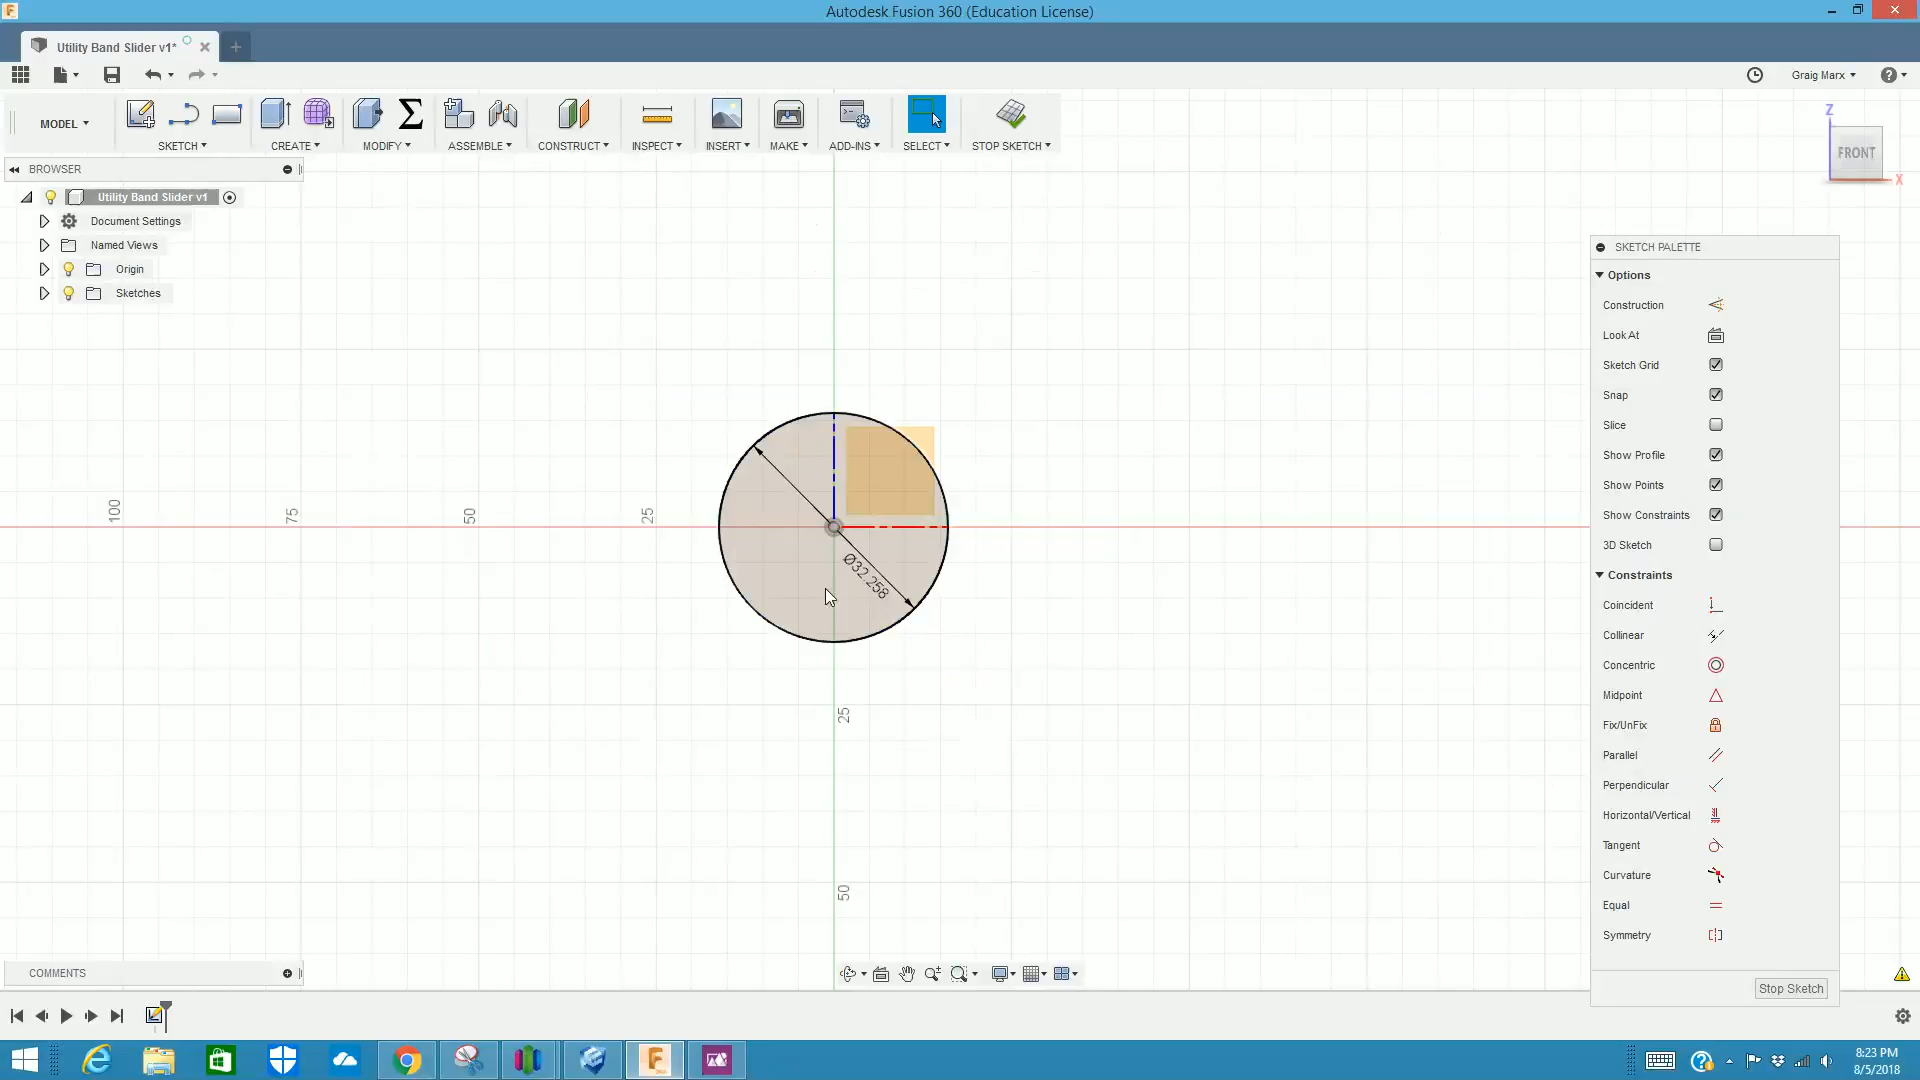 Autodesk Fusion 360 (Education License)
Utility Band Slider v1*
Graig Marx
MODEL
SKETCH
CREATE
MODIFY
ASSEMBLE
CONSTRUCT
INSPECT
INSERT
MAKE
ADD-INS
SELECT
STOP SKETCH
Z
FRONT
X
BROWSER
Utility Band Slider v1
Document Settings
Named Views
Origin
Sketches
SKETCH PALETTE
Options
Construction
Look At
Sketch Grid
Snap
Slice
Show Profile
Show Points
Show Constraints
3D Sketch
Constraints
Coincident
Collinear
Concentric
Midpoint
Fix/UnFix
Parallel
Perpendicular
Horizontal/Vertical
Tangent
Curvature
Equal
Symmetry
Stop Sketch
100
75
50
25
Ø32.258
25
50
COMMENTS
8:23 PM
8/5/2018